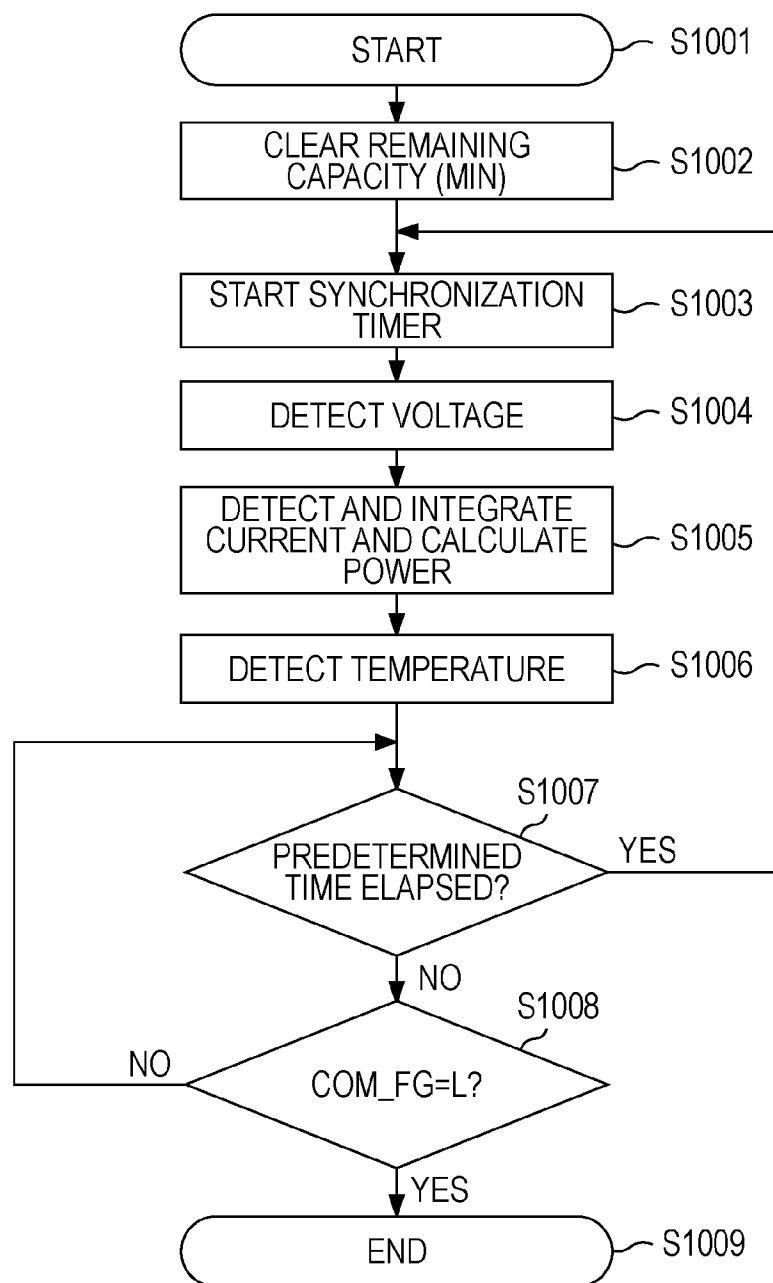 START
S1001
CLEAR REMAINING
CAPACITY (MIN)
S1002
START SYNCHRONIZATION
TIMER
S1003
DETECT VOLTAGE
S1004
DETECT AND INTEGRATE
CURRENT AND CALCULATE
POWER
S1005
DETECT TEMPERATURE
S1006
S1007
PREDETERMINED
TIME ELAPSED?
YES
NO
S1008
COM_FG=L?
NO
YES
END
S1009